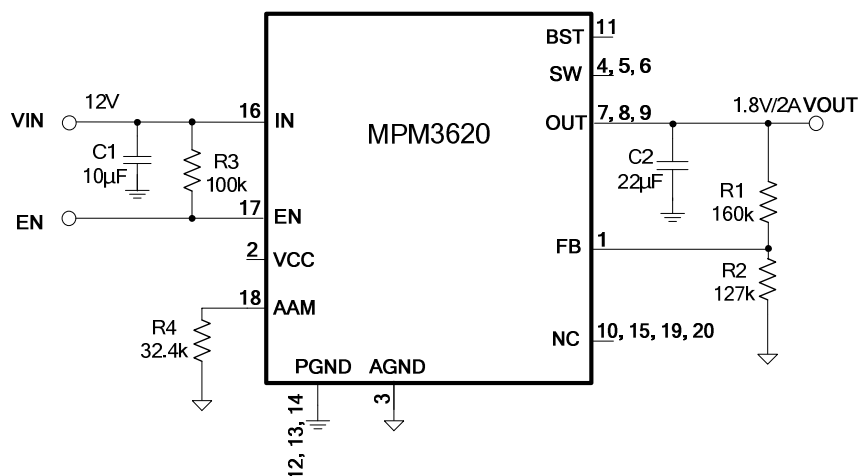 BST
11
SW
4, 5, 6
12V
VIN
16
IN
MPM3620
OUT
7, 8, 9
1.8V/2A VOUT
C1
10µF
R3
100k
C2
22µF
R1
160k
EN
17
EN
FB
1
2
VCC
R2
127k
18
AAM
R4
32.4k
NC
10, 15, 19, 20
PGND
AGND
12, 13, 14
3